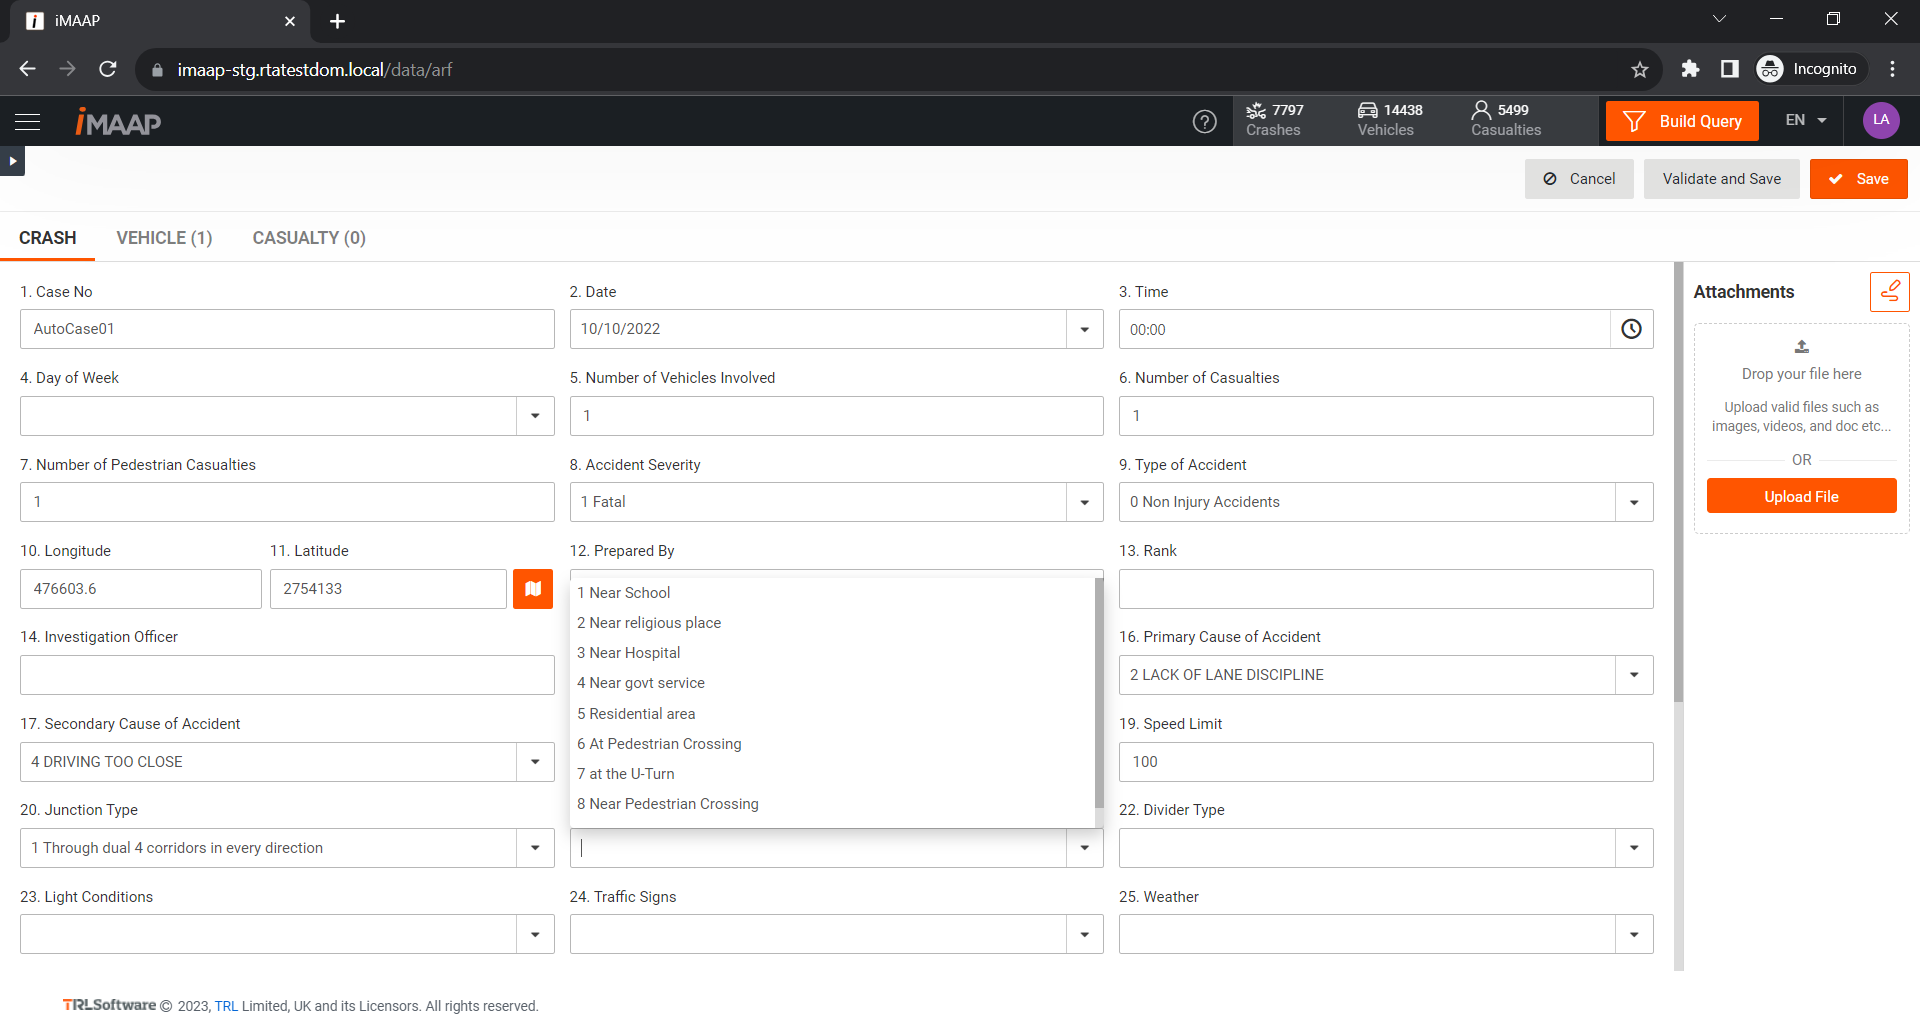 iMAAP
imaap-stg.rtatestdom.local/data/arf
Incognito
iMAAP
7797
Crashes
14438
Vehicles
5499
Casualties
Build Query
EN
LA
Cancel
Validate and Save
Save
CRASH
VEHICLE (1)
CASUALTY (0)
1. Case No
2. Date
3. Time
AutoCase01
10/10/2022
00:00
4. Day of Week
5. Number of Vehicles Involved
6. Number of Casualties
1
1
7. Number of Pedestrian Casualties
8. Accident Severity
9. Type of Accident
1
1 Fatal
0 Non Injury Accidents
10. Longitude
11. Latitude
12. Prepared By
13. Rank
476603.6
2754133
1 Near School
2 Near religious place
3 Near Hospital
4 Near govt service
5 Residential area
6 At Pedestrian Crossing
7 at the U-Turn
8 Near Pedestrian Crossing
14. Investigation Officer
16. Primary Cause of Accident
2 LACK OF LANE DISCIPLINE
17. Secondary Cause of Accident
19. Speed Limit
4 DRIVING TOO CLOSE
100
20. Junction Type
22. Divider Type
1 Through dual 4 corridors in every direction
23. Light Conditions
24. Traffic Signs
25. Weather
Attachments
Drop your file here
Upload valid files such as
images, videos, and doc etc...
OR
Upload File
TRLSoftware © 2023, TRL Limited, UK and its Licensors. All rights reserved.